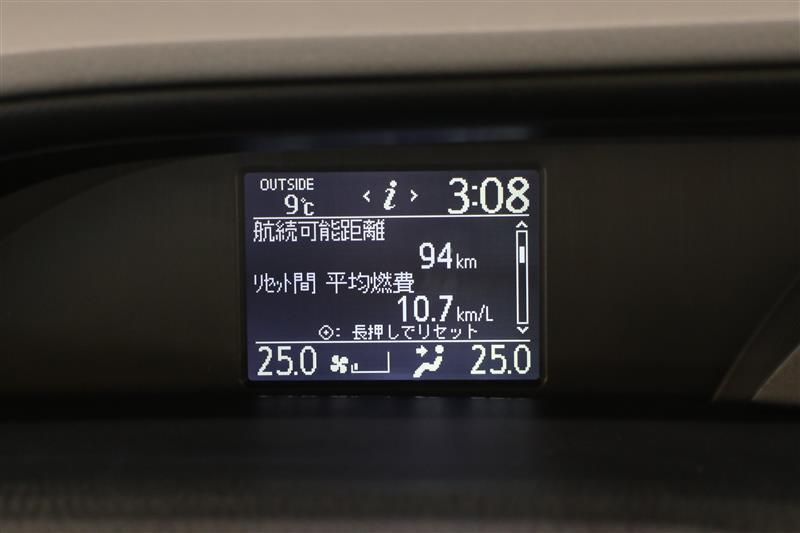 OUTSIDE
9℃
< i > 3:08
航続可能距離
94km
リセット間 平均燃費
10.7km/L
: 長押しでリセット
25.0 25.0